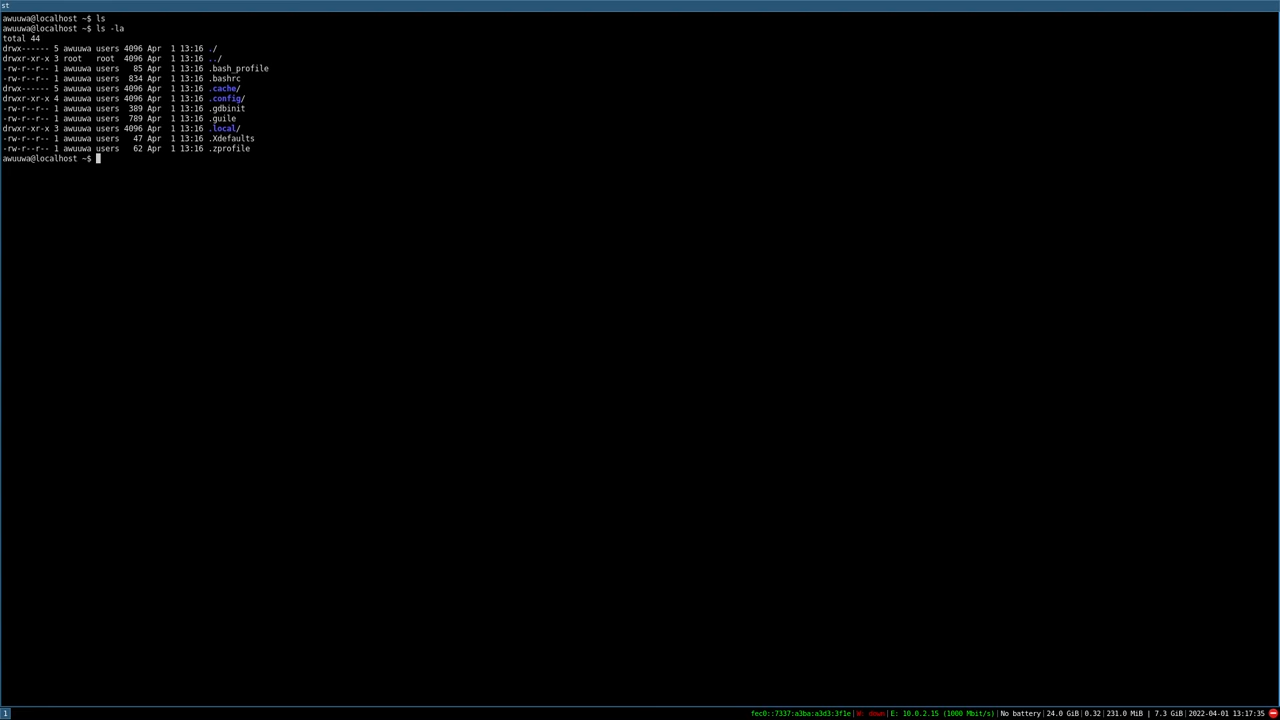 st
awuuwa@localhost ~$ ls
awuuwa@localhost ~$ ls -la
total 44
drwx------ 5 awuuwa users 4096 Apr  1 13:16 ./
drwxr-xr-x 3 root   root  4096 Apr  1 13:16 ../
-rw-r--r-- 1 awuuwa users   85 Apr  1 13:16 .bash_profile
-rw-r--r-- 1 awuuwa users  834 Apr  1 13:16 .bashrc
drwx------ 5 awuuwa users 4096 Apr  1 13:16 .cache/
drwxr-xr-x 4 awuuwa users 4096 Apr  1 13:16 .config/
-rw-r--r-- 1 awuuwa users  389 Apr  1 13:16 .gdbinit
-rw-r--r-- 1 awuuwa users  789 Apr  1 13:16 .guile
drwxr-xr-x 3 awuuwa users 4096 Apr  1 13:16 .local/
-rw-r--r-- 1 awuuwa users   47 Apr  1 13:16 .Xdefaults
-rw-r--r-- 1 awuuwa users   62 Apr  1 13:16 .zprofile
awuuwa@localhost ~$
1 fec0::7337:a3ba:a3d3:3f1e|W: down|E: 10.0.2.15 (1000 Mbit/s)|No battery|24.0 GiB|0.32|231.0 MiB | 7.3 GiB|2022-04-01 13:17:35